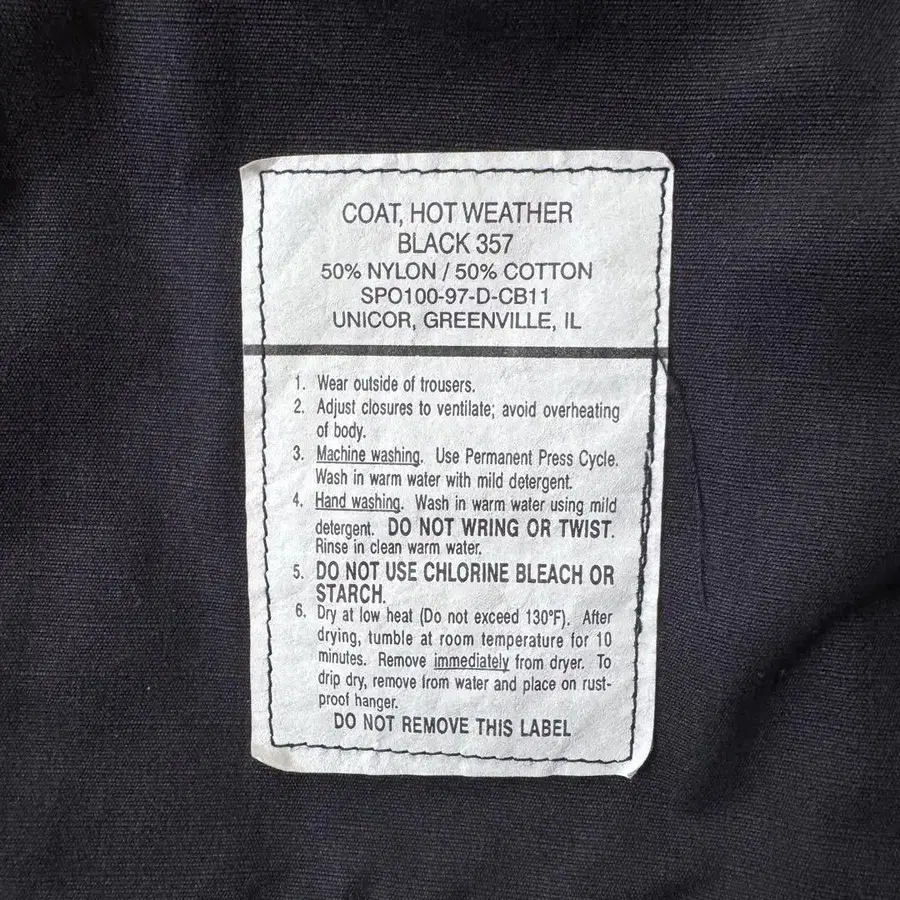 COAT, HOT WEATHER
BLACK 357
50% NYLON / 50% COTTON
SPO100-97-D-CB11
UNICOR, GREENVILLE, IL
1. Wear outside of trousers.
2. Adjust closures to ventilate; avoid overheating
of body.
3. Machine washing. Use Permanent Press Cycle.
Wash in warm water with mild detergent.
4. Hand washing. Wash in warm water using mild
detergent. DO NOT WRING OR TWIST.
Rinse in clean warm water.
5. DO NOT USE CHLORINE BLEACH OR
STARCH.
6. Dry at low heat (Do not exceed 130°F). After
drying, tumble at room temperature for 10
minutes. Remove immediately from dryer. To
drip dry, remove from water and place on rust-
proof hanger.
DO NOT REMOVE THIS LABEL